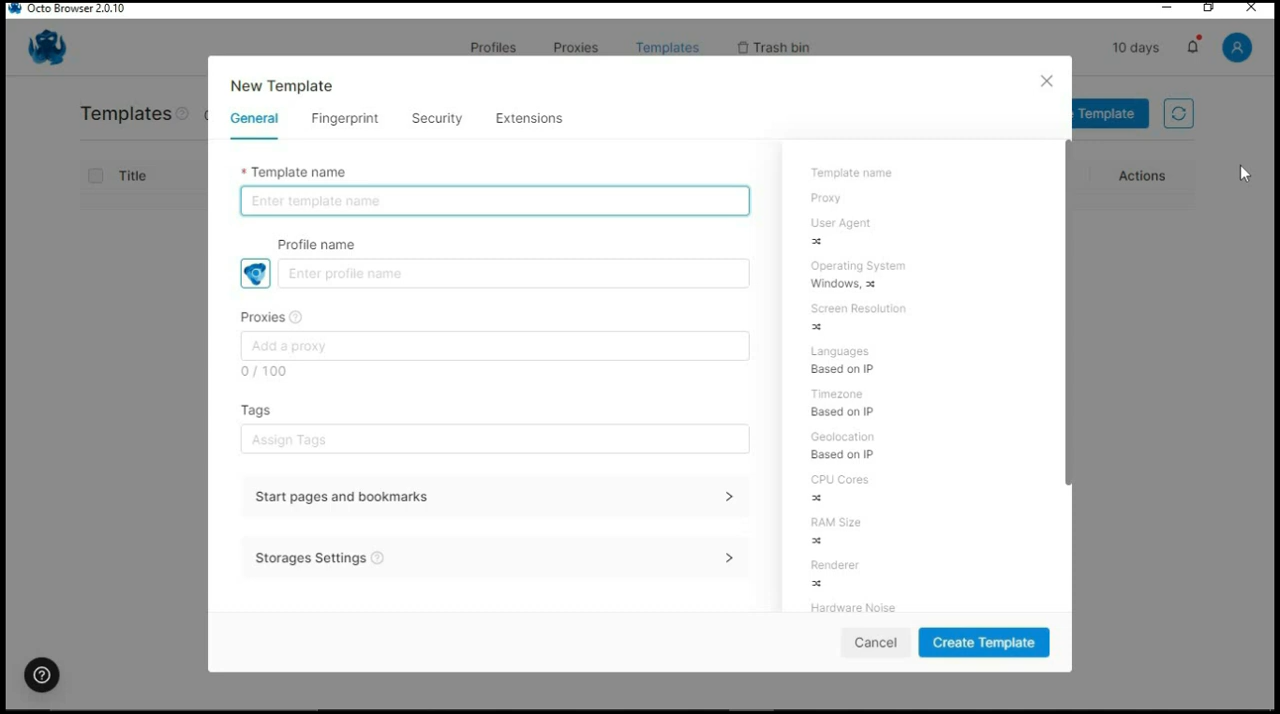 Octo Browser 2.0.10
Profiles
Proxies
Templates
Trash bin
10 days
New Template
General
Fingerprint
Security
Extensions
Templates
Template
Title
Actions
* Template name
Enter template name
Profile name
Enter profile name
Proxies
Add a proxy
0 / 100
Tags
Assign Tags
Start pages and bookmarks
Storages Settings
Template name
Proxy
User Agent
Operating System
Windows,
Screen Resolution
Languages
Based on IP
Timezone
Based on IP
Geolocation
Based on IP
CPU Cores
RAM Size
Renderer
Hardware Noise
Cancel
Create Template